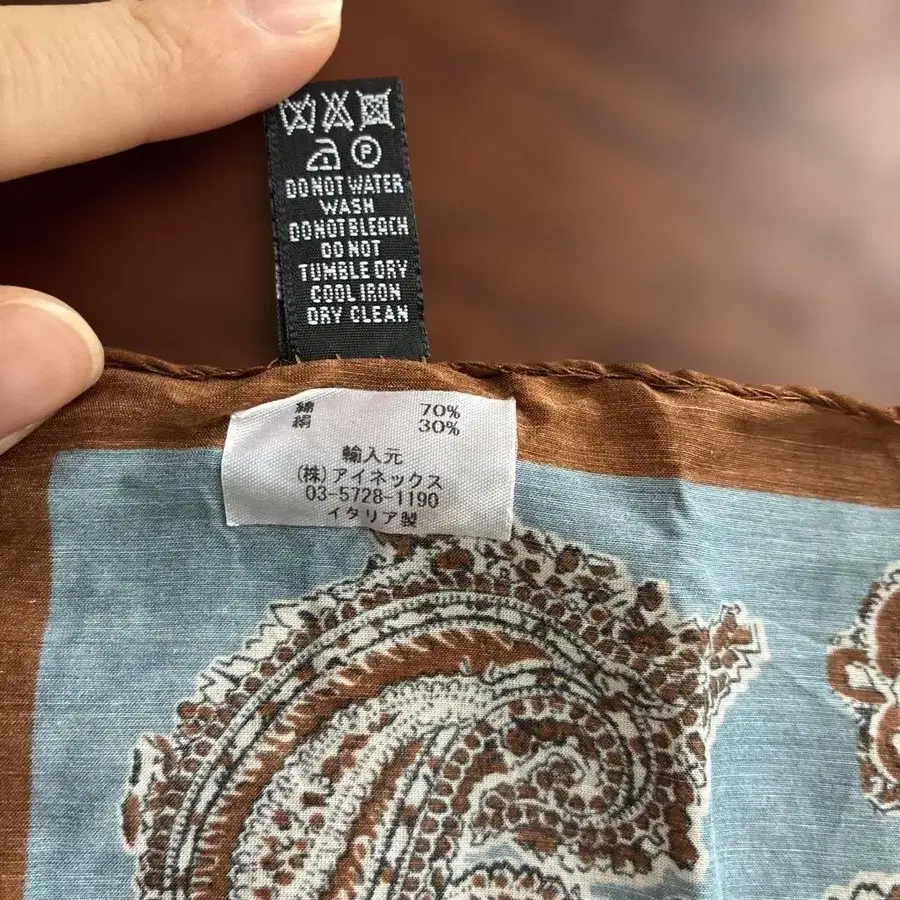 P
DO NOT WATER
WASH
DO NOT BLEACH
DO NOT
TUMBLE DRY
COOL IRON
DRY CLEAN
綿 70%
絹 30%
輸入元
(株)アイネックス
03-5728-1190
イタリア製